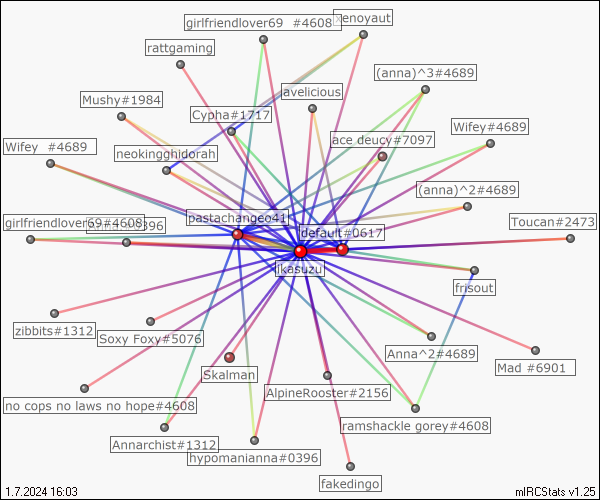 xenoyaut
girlfriendlover69 #4608
rattgaming
(anna)^3#4689
avelicious
Mushy#1984
Cypha#1717
Wifey#4689
ace deucy#7097
Wifey #4689
neokingghidorah
(anna)^2#4689
pastachangeo41
girlfriendlover69#4608
396
default#0617
Toucan#2473
ikasuzu
frisout
zibbits#1312
Soxy Foxy#5076
Anna^2#4689
Mad #6901
Skalman
AlpineRooster#2156
no cops no laws no hope#4608
ramshackle gorey#4608
Annarchist#1312
hypomanianna#0396
fakedingo
1.7.2024 16:03
mIRCStats v1.25